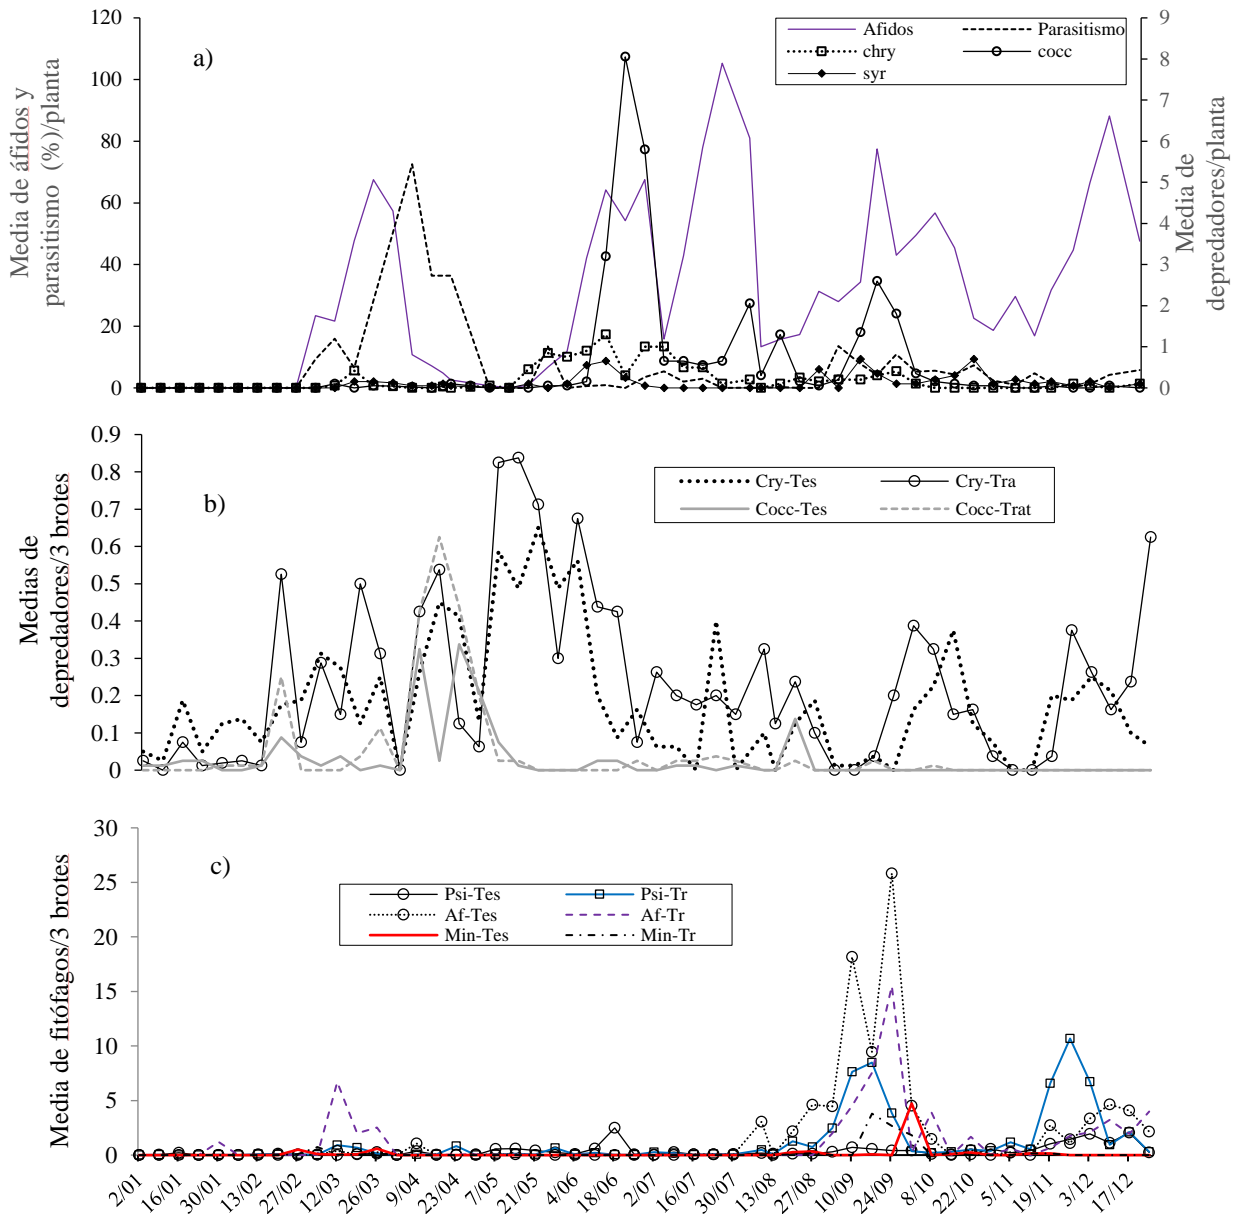 a)
120
100
80
60
40
20
0
Media de áfidos y
parasitismo (%)/planta
9
8
7
6
5
4
3
2
1
0
Media de
depredadores/planta
Afidos
Parasitismo
chry
cocc
syr
b)
0.9
0.8
0.7
0.6
0.5
0.4
0.3
0.2
0.1
0
Medias de
depredadores/3 brotes
Cry-Tes
Cry-Tra
Cocc-Tes
Cocc-Trat
c)
30
25
20
15
10
5
0
Media de fitófagos/3 brotes
Psi-Tes
Psi-Tr
Af-Tes
Af-Tr
Min-Tes
Min-Tr
2/01
16/01
30/01
13/02
27/02
12/03
26/03
9/04
23/04
7/05
21/05
4/06
18/06
2/07
16/07
30/07
13/08
27/08
10/09
24/09
8/10
22/10
5/11
19/11
3/12
17/12